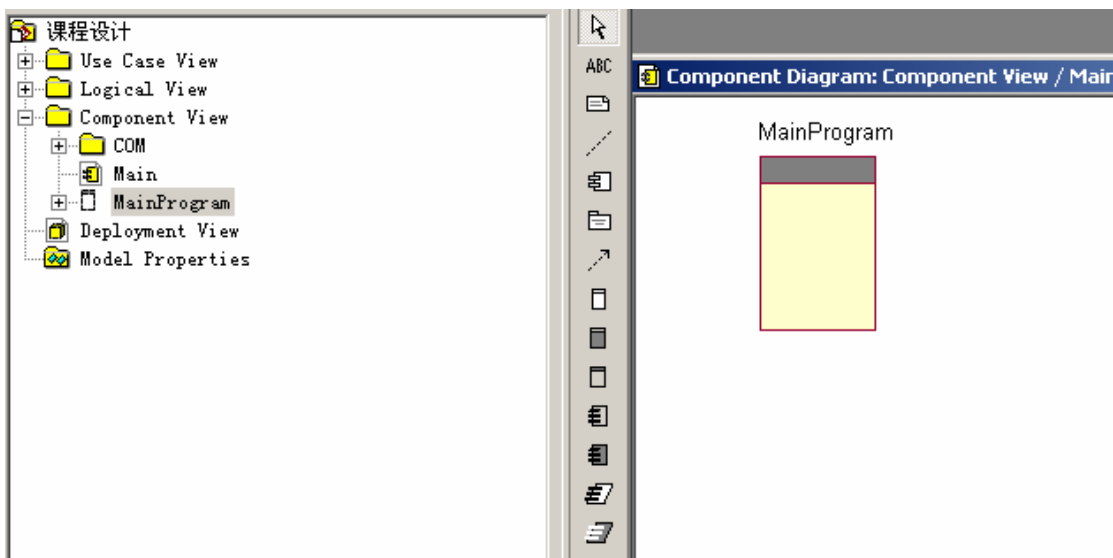 课程设计
Use Case View
Logical View
Component View
COM
Main
MainProgram
Deployment View
Model Properties
ABC
Component Diagram: Component View / Main
MainProgram